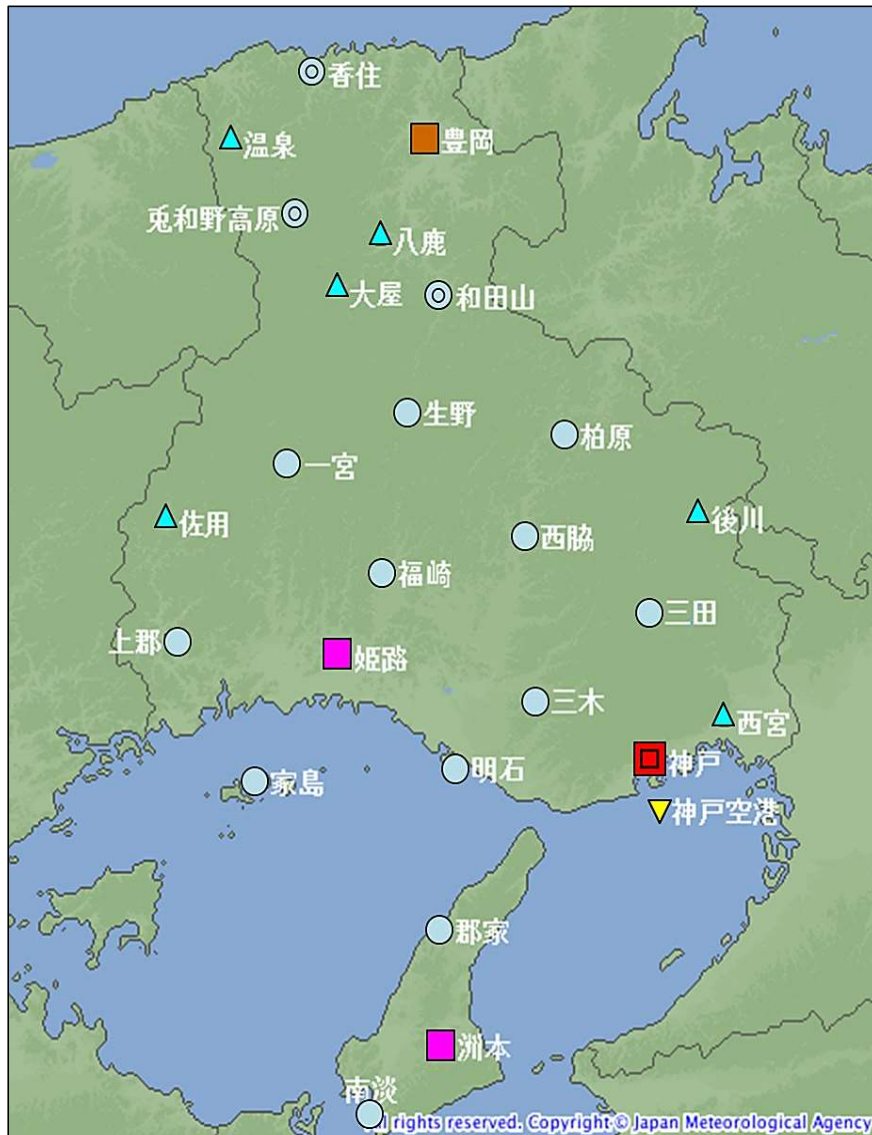 香住
温泉
豊岡
兎和野高原
八鹿
大屋
和田山
生野
柏原
一宮
佐用
後川
西脇
福崎
三田
上郡
姫路
三木
西宮
神戸
明石
家島
神戸空港
郡家
洲本
南淡
All rights reserved. Copyright © Japan Meteorological Agency